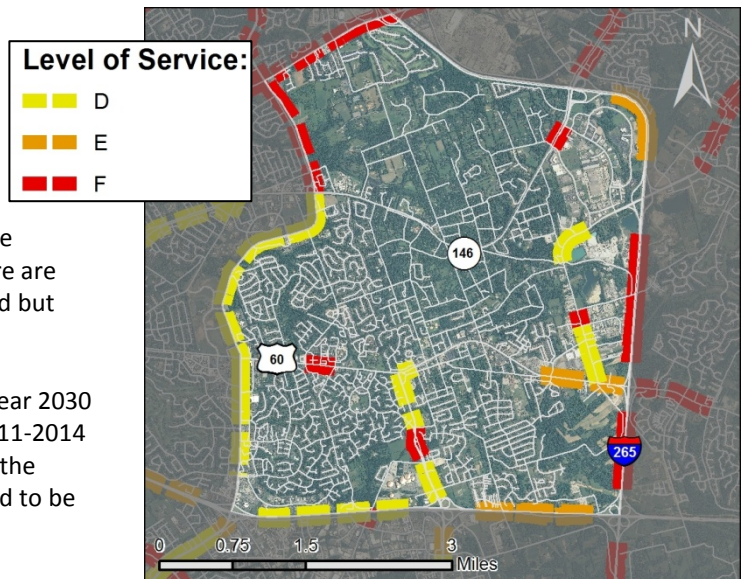 Level of Service:
D
E
F
e
re are
d but
ear 2030
11-2014
the
d to be
N
146
60
265
0 0.75 1.5 3
Miles